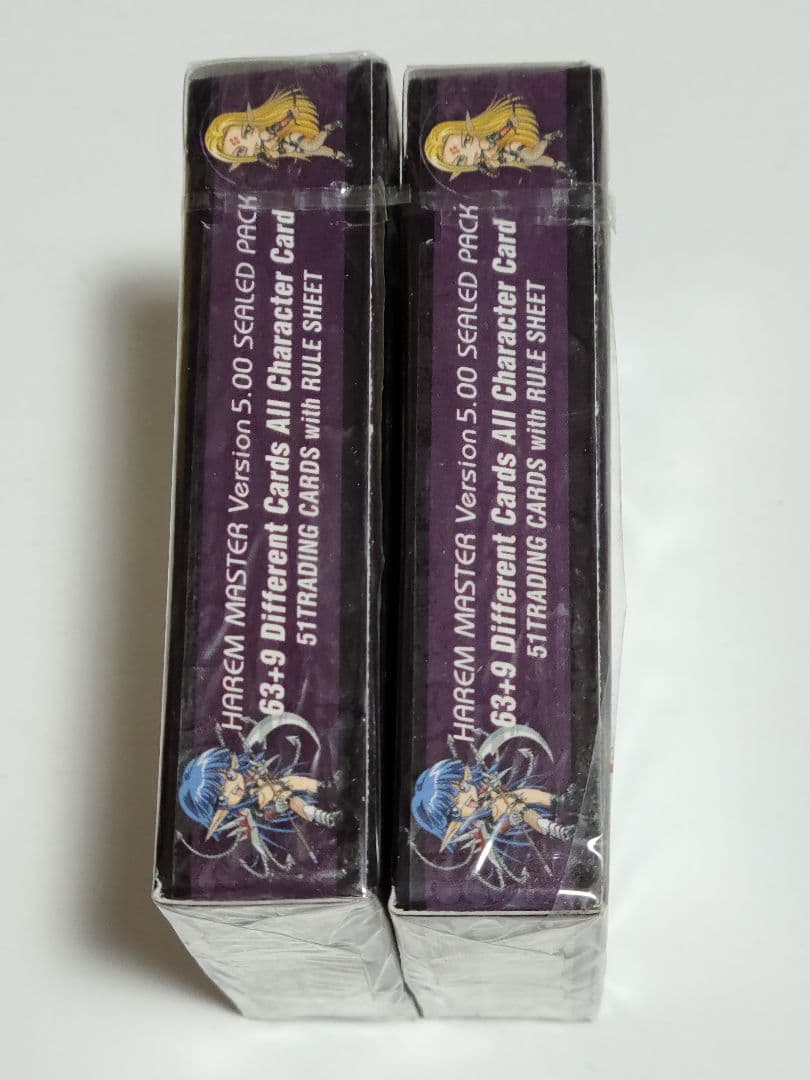 HAREM MASTER Version 5.00 SEALED PACK
63+9 Different Cards All Character Card
51TRADING CARDS with RULE SHEET
HAREM MASTER Version 5.00 SEALED PACK
63+9 Different Cards All Character Card
51TRADING CARDS with RULE SHEET